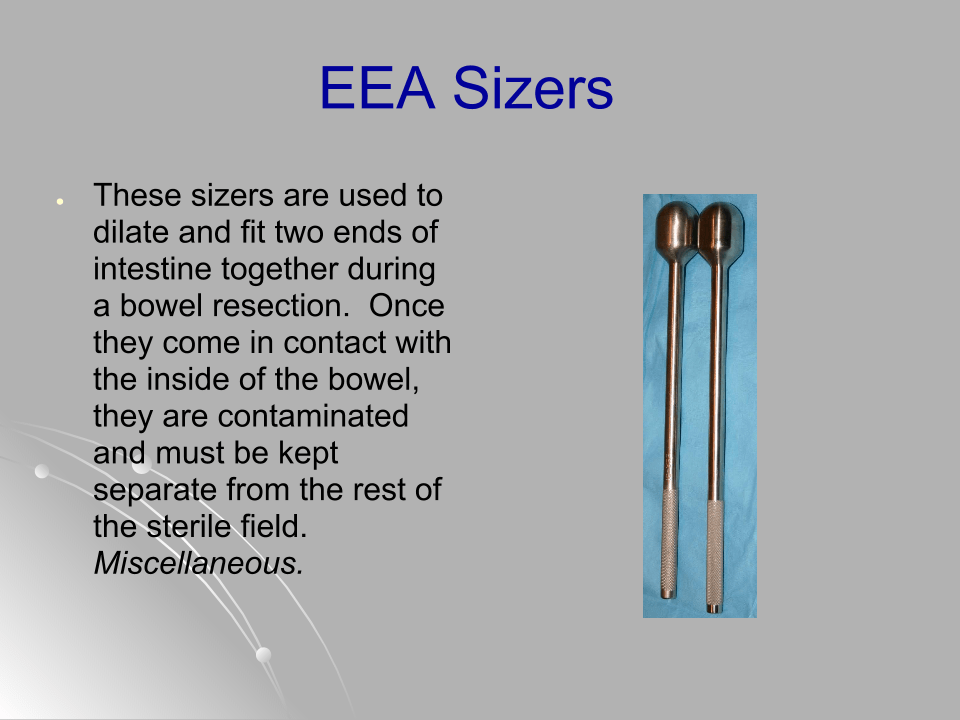 EEA Sizers
These sizers are used to
dilate and fit two ends of
intestine together during
a bowel resection.  Once
they come in contact with
the inside of the bowel,
they are contaminated
and must be kept
separate from the rest of
the sterile field.
Miscellaneous.